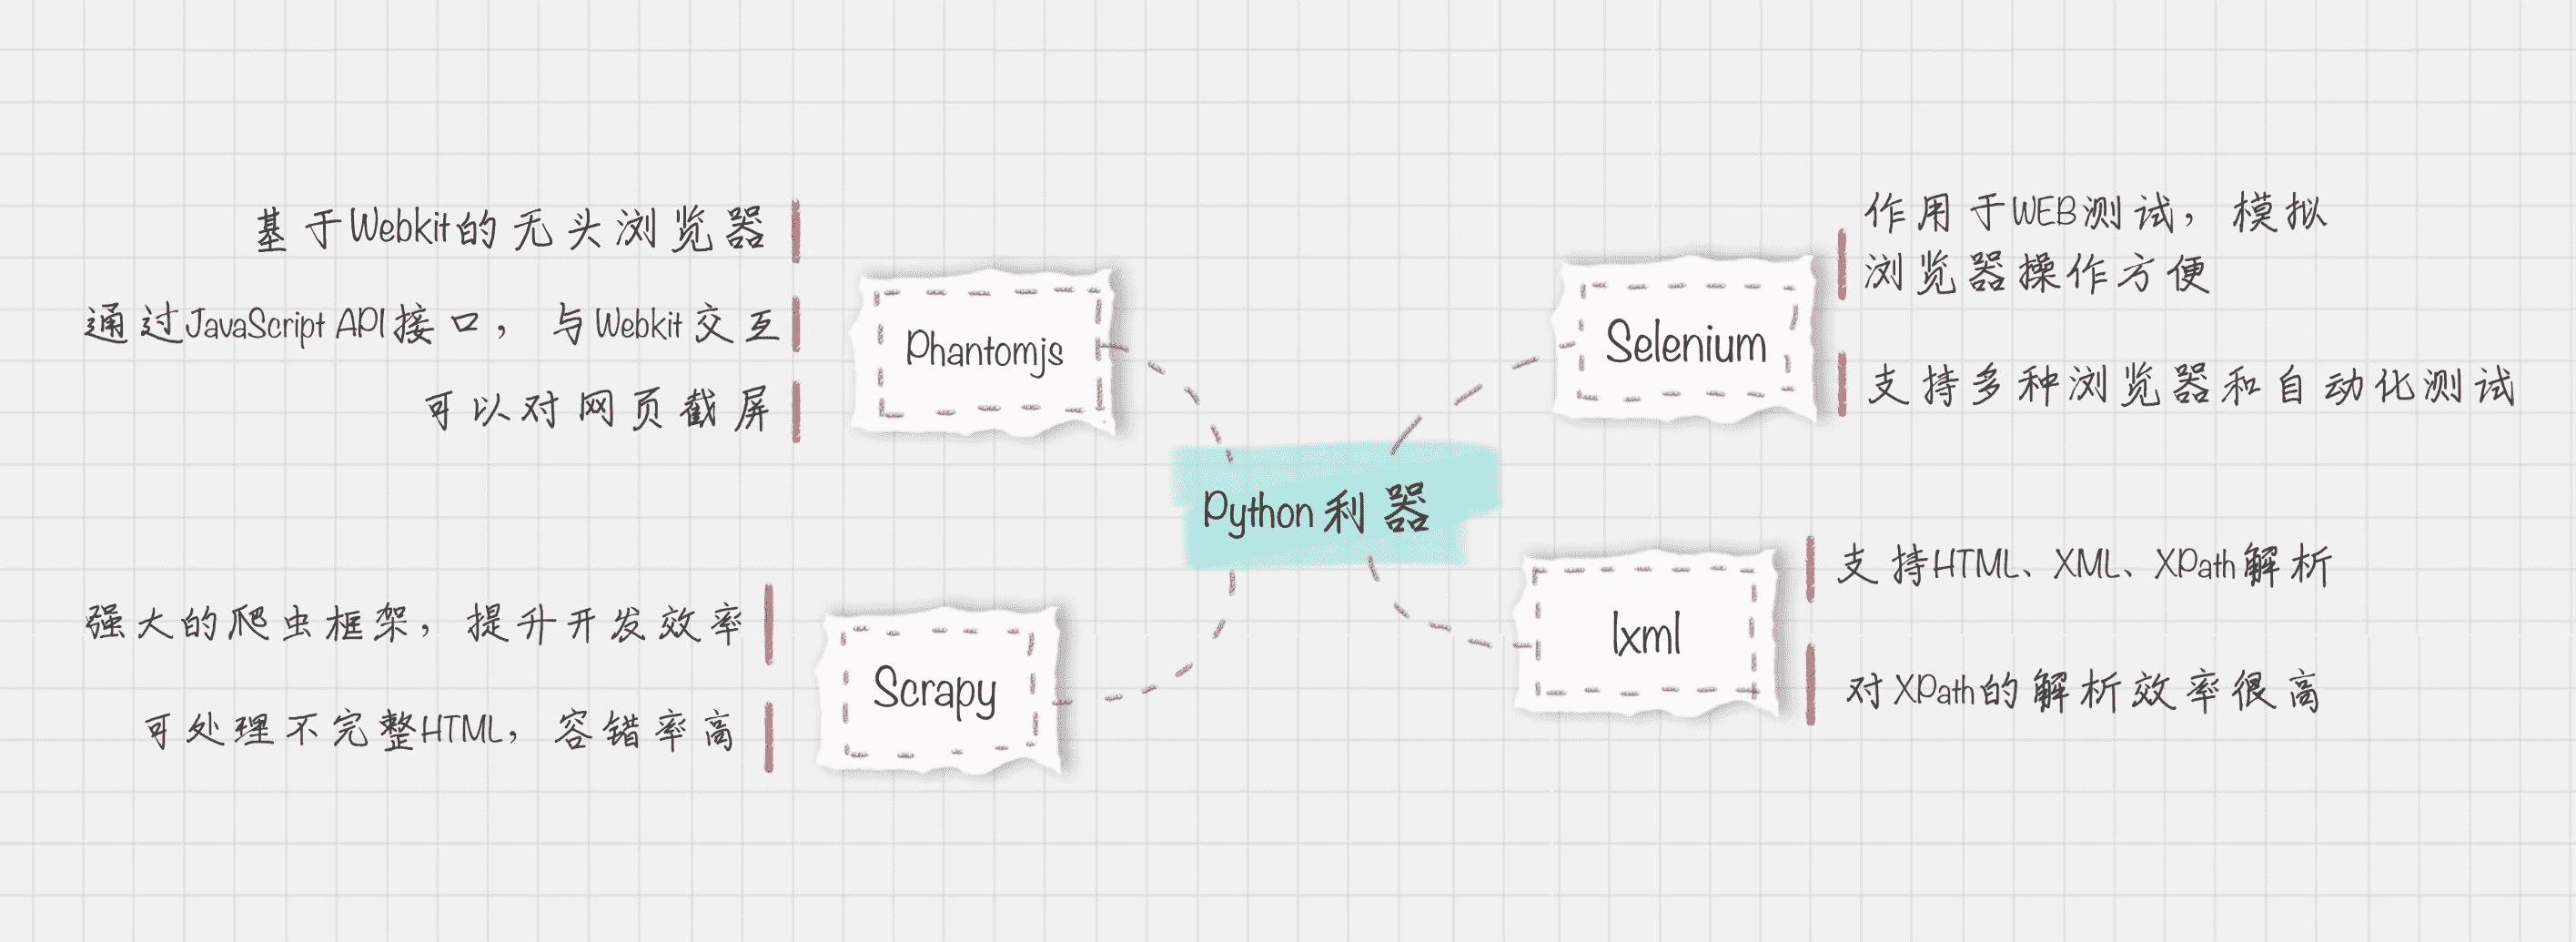 基于Webkit的无头浏览器
通过JavaScript API接口，与Webkit交互
可以对网页截屏
Phantomjs
强大的爬虫框架，提升开发效率
可处理不完整HTML，容错率高
Scrapy
Python利器
Selenium
作用于WEB测试，模拟
浏览器操作方便
支持多种浏览器和自动化测试
lxml
支持HTML、XML、XPath解析
对XPath的解析效率很高